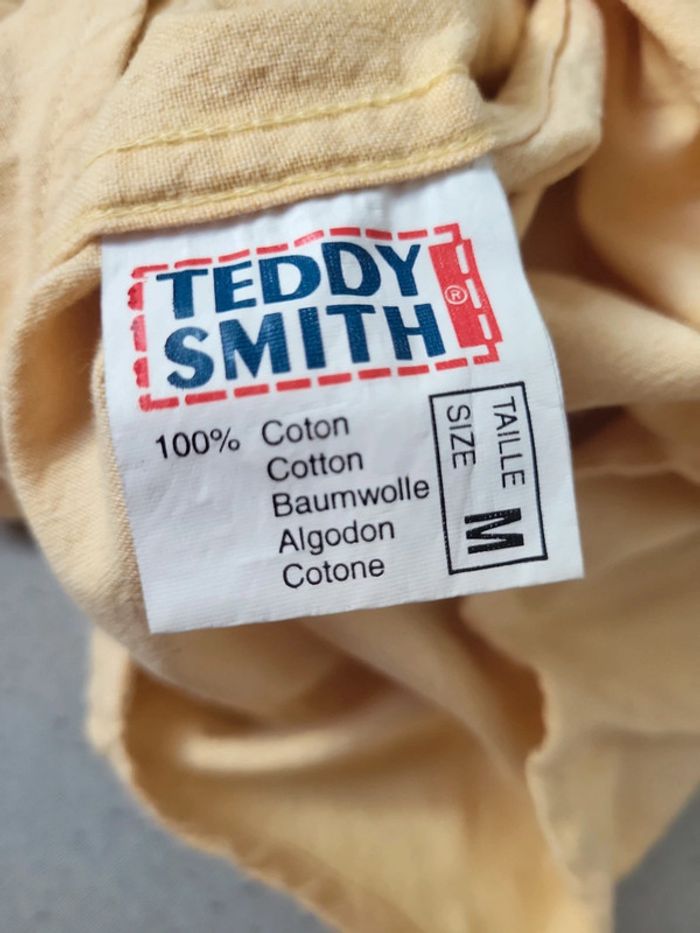 TEDDY
SMITH
®
100% Coton
Cotton
Baumwolle
Algodon
Cotone
TAILLE
SIZE
M